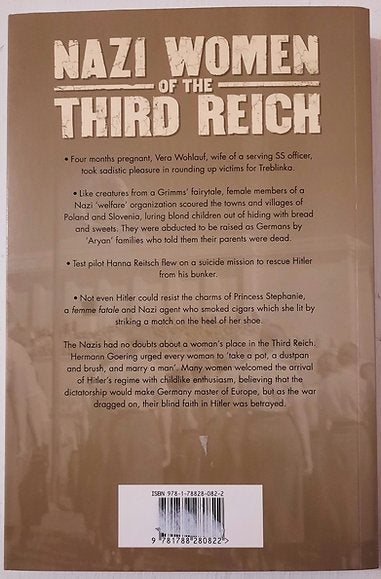 NAZI WOMEN
OF THE
THIRD REICH
• Four months pregnant, Vera Wohlauf, wife of a serving SS officer,
took sadistic pleasure in rounding up victims for Treblinka.
• Like creatures from a Grimms' fairytale, female members of a
Nazi 'welfare' organization scoured the towns and villages of
Poland and Slovenia, luring blond children out of hiding with bread
and sweets. They were abducted to be raised as Germans by
'Aryan' families who told them their parents were dead.
• Test pilot Hanna Reitsch flew on a suicide mission to rescue Hitler
from his bunker.
• Not even Hitler could resist the charms of Princess Stephanie,
a femme fatale and Nazi agent who smoked cigars which she lit by
striking a match on the heel of her shoe.
The Nazis had no doubts about a woman's place in the Third Reich.
Hermann Goering urged every woman to 'take a pot, a dustpan
and brush, and marry a man'. Many women welcomed the arrival
of Hitler's regime with childlike enthusiasm, believing that the
dictatorship would make Germany master of Europe, but as the war
dragged on, their blind faith in Hitler was betrayed.
ISBN 978-1-78828-082-2
9 781788 280822